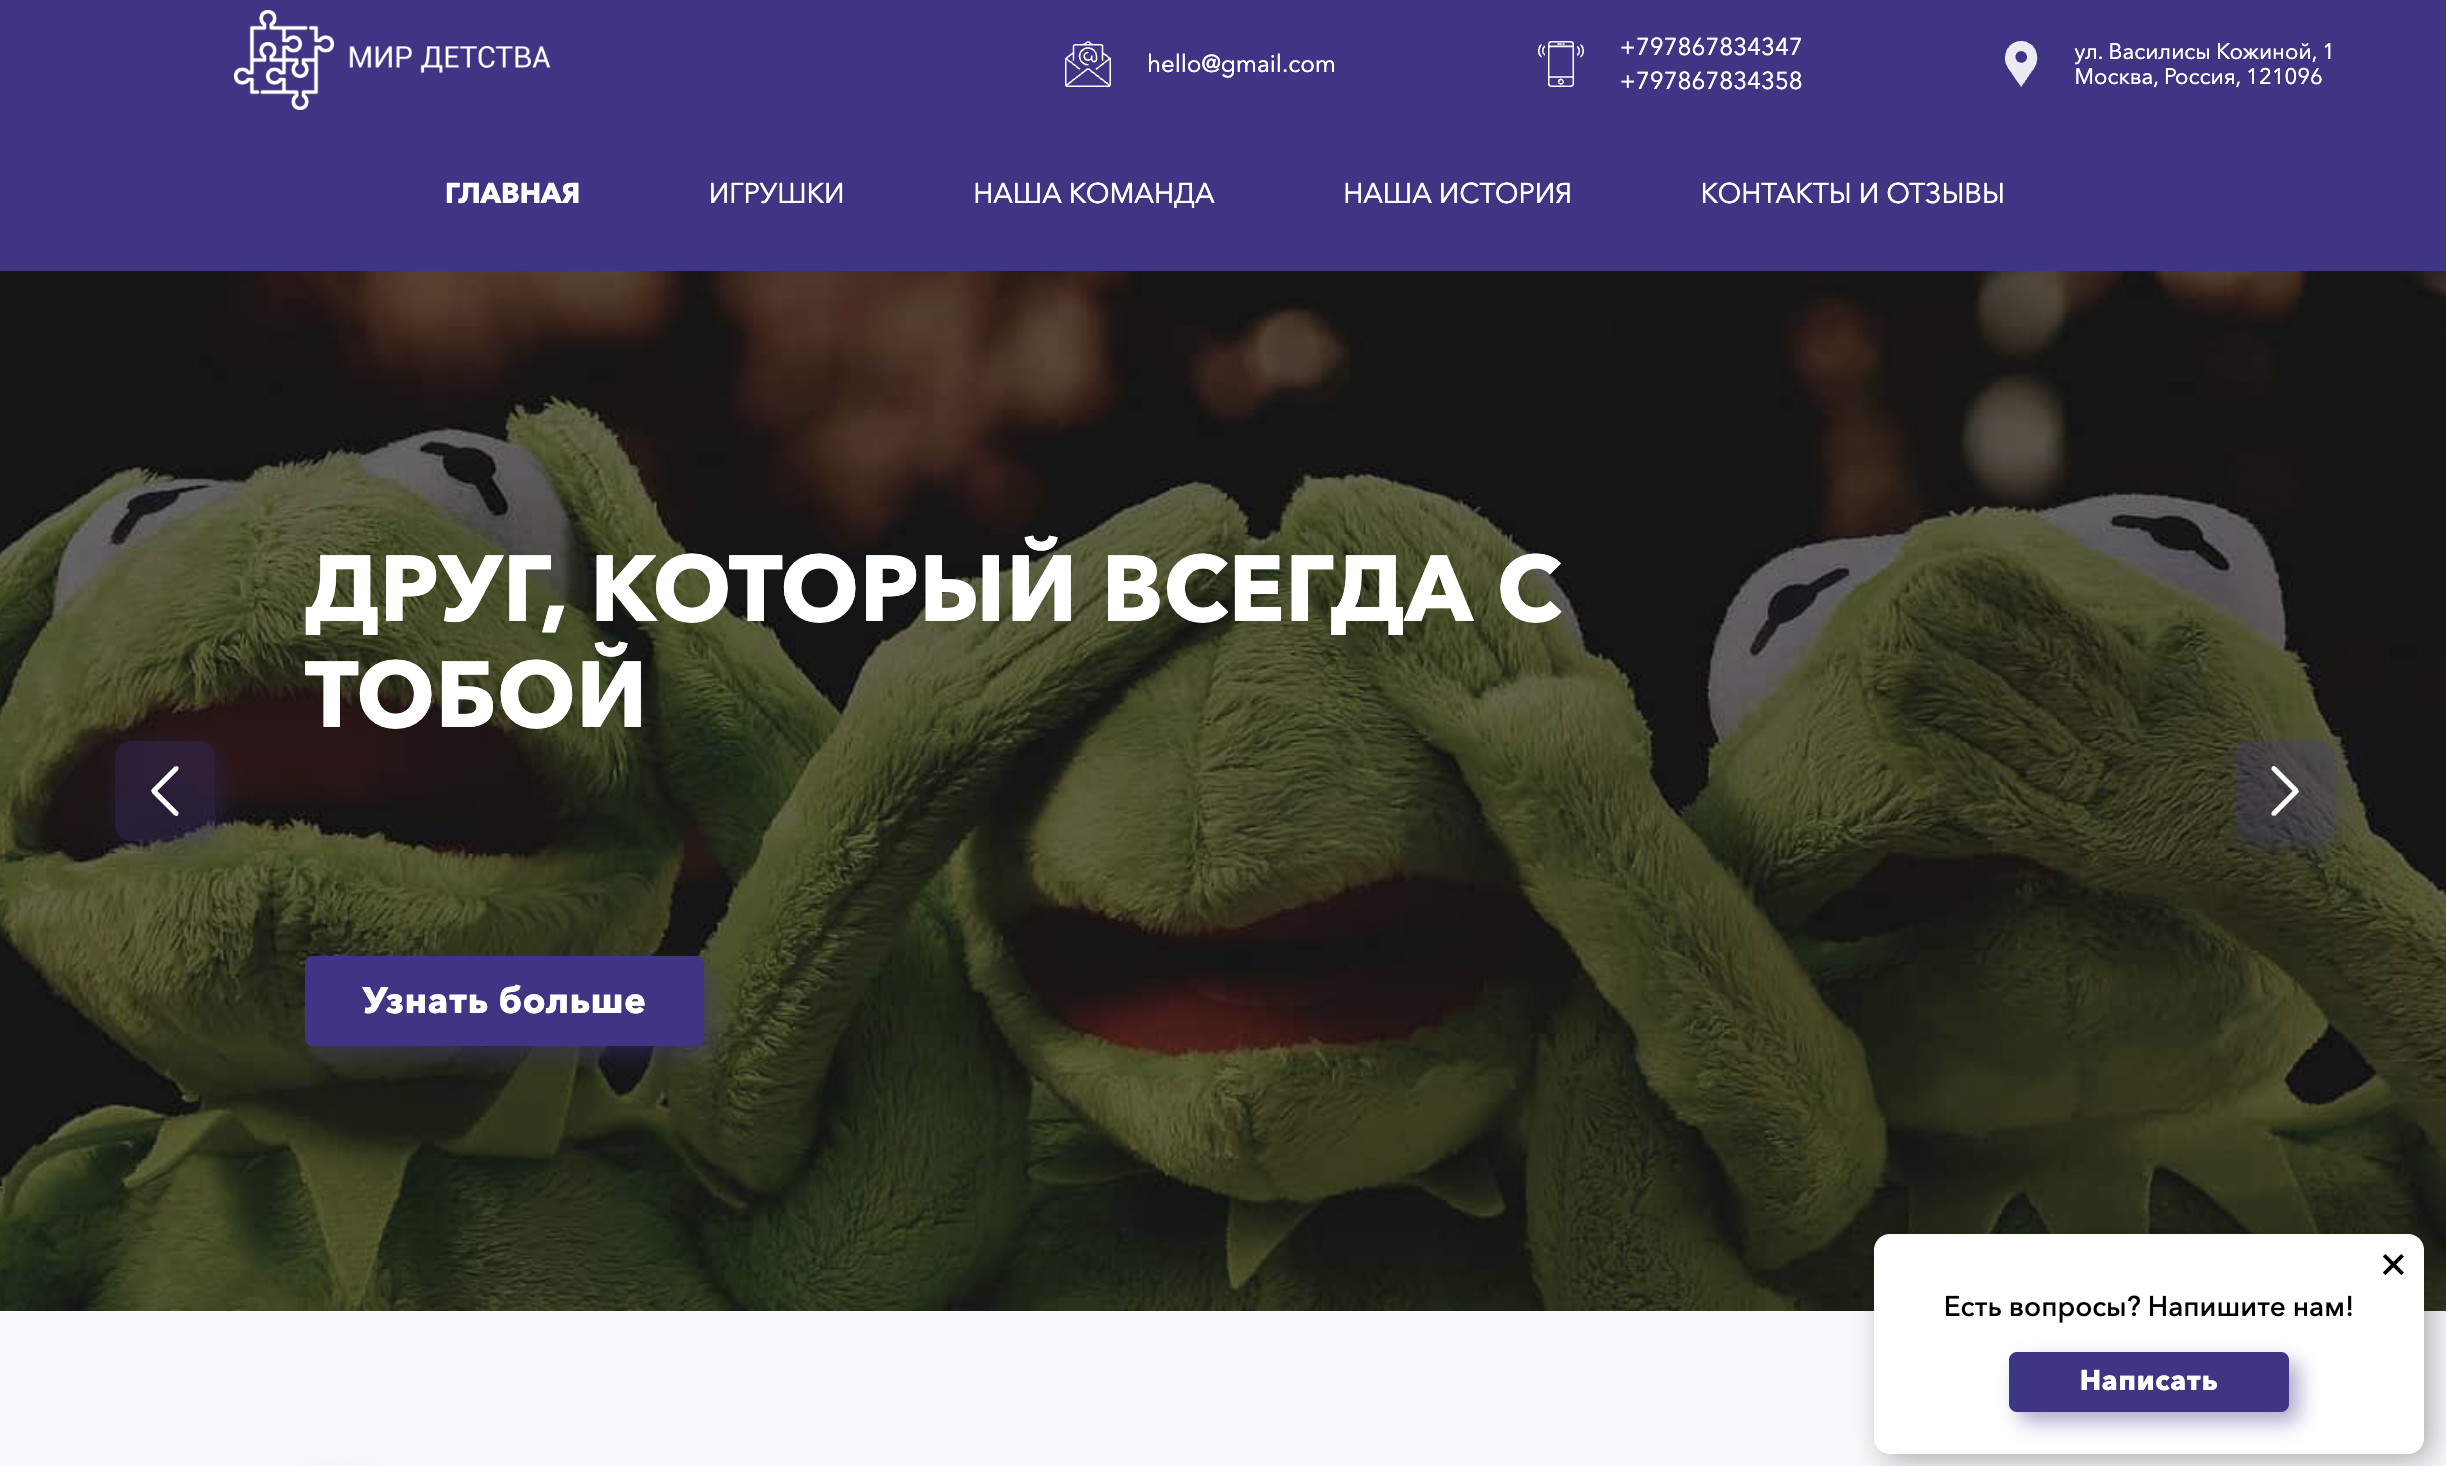 МИР ДЕТСТВА
hello@gmail.com
+797867834347
+797867834358
ул. Василисы Кожиной, 1
Москва, Россия, 121096
ГЛАВНАЯ
ИГРУШКИ
НАША КОМАНДА
НАША ИСТОРИЯ
КОНТАКТЫ И ОТЗЫВЫ
ДРУГ, КОТОРЫЙ ВСЕГДА С
ТОБОЙ
Узнать больше
Есть вопросы? Напишите нам!
Написать